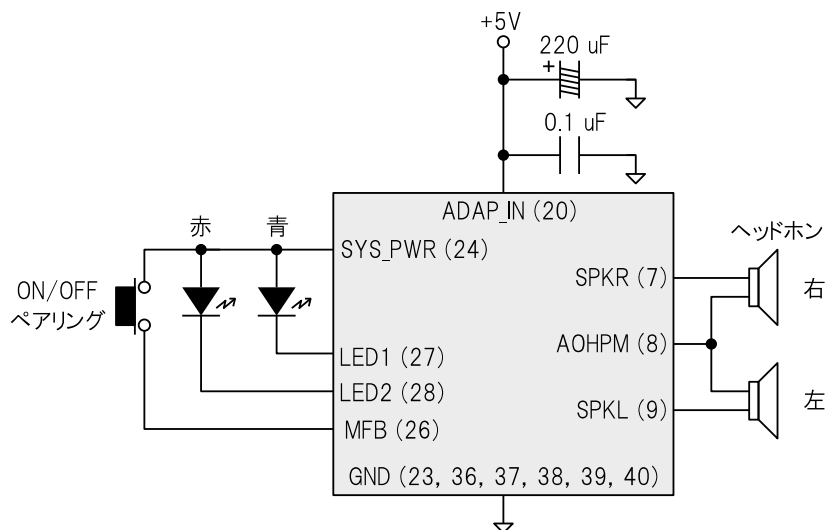 +5V
220 uF
+
0.1 uF
ADAP_IN (20)
赤
青
SYS_PWR (24)
ヘッドホン
ON/OFF
ペアリング
SPKR (7)
右
LED1 (27)
AOHPM (8)
LED2 (28)
SPKL (9)
左
MFB (26)
GND (23, 36, 37, 38, 39, 40)